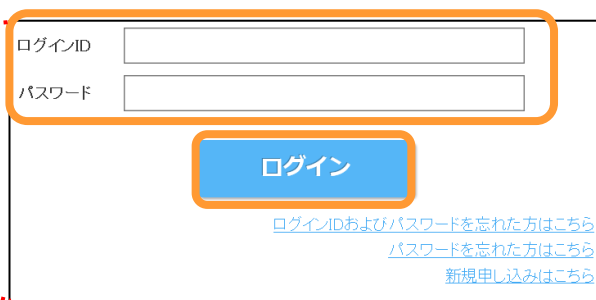 ログインID
パスワード
ログイン
ログインIDおよびパスワードを忘れた方はこちら
パスワードを忘れた方はこちら
新規申し込みはこちら